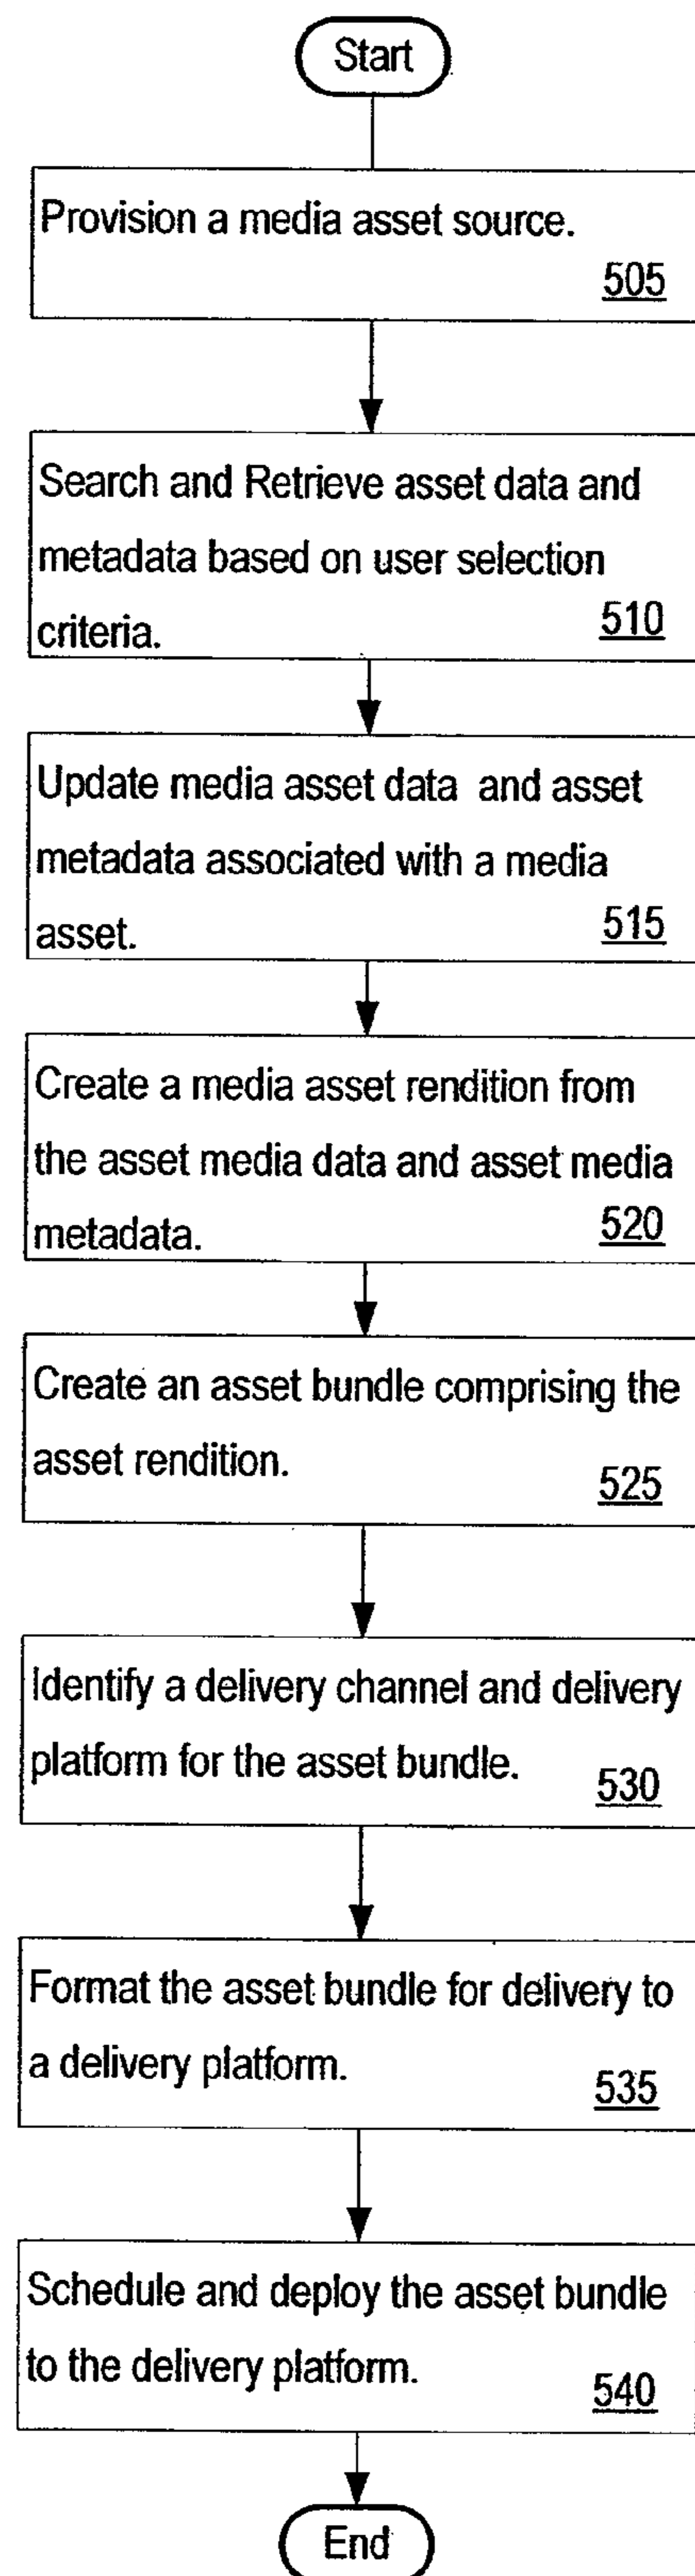 Start
Provision a media asset source.
505
Search and Retrieve asset data and
metadata based on user selection
criteria.
510
Update media asset data and asset
metadata associated with a media
asset.
515
Create a media asset rendition from
the asset media data and asset media
metadata.
520
Create an asset bundle comprising the
asset rendition.
525
Identify a delivery channel and delivery
platform for the asset bundle.
530
Format the asset bundle for delivery to
a delivery platform.
535
Schedule and deploy the asset bundle
to the delivery platform.
540
End